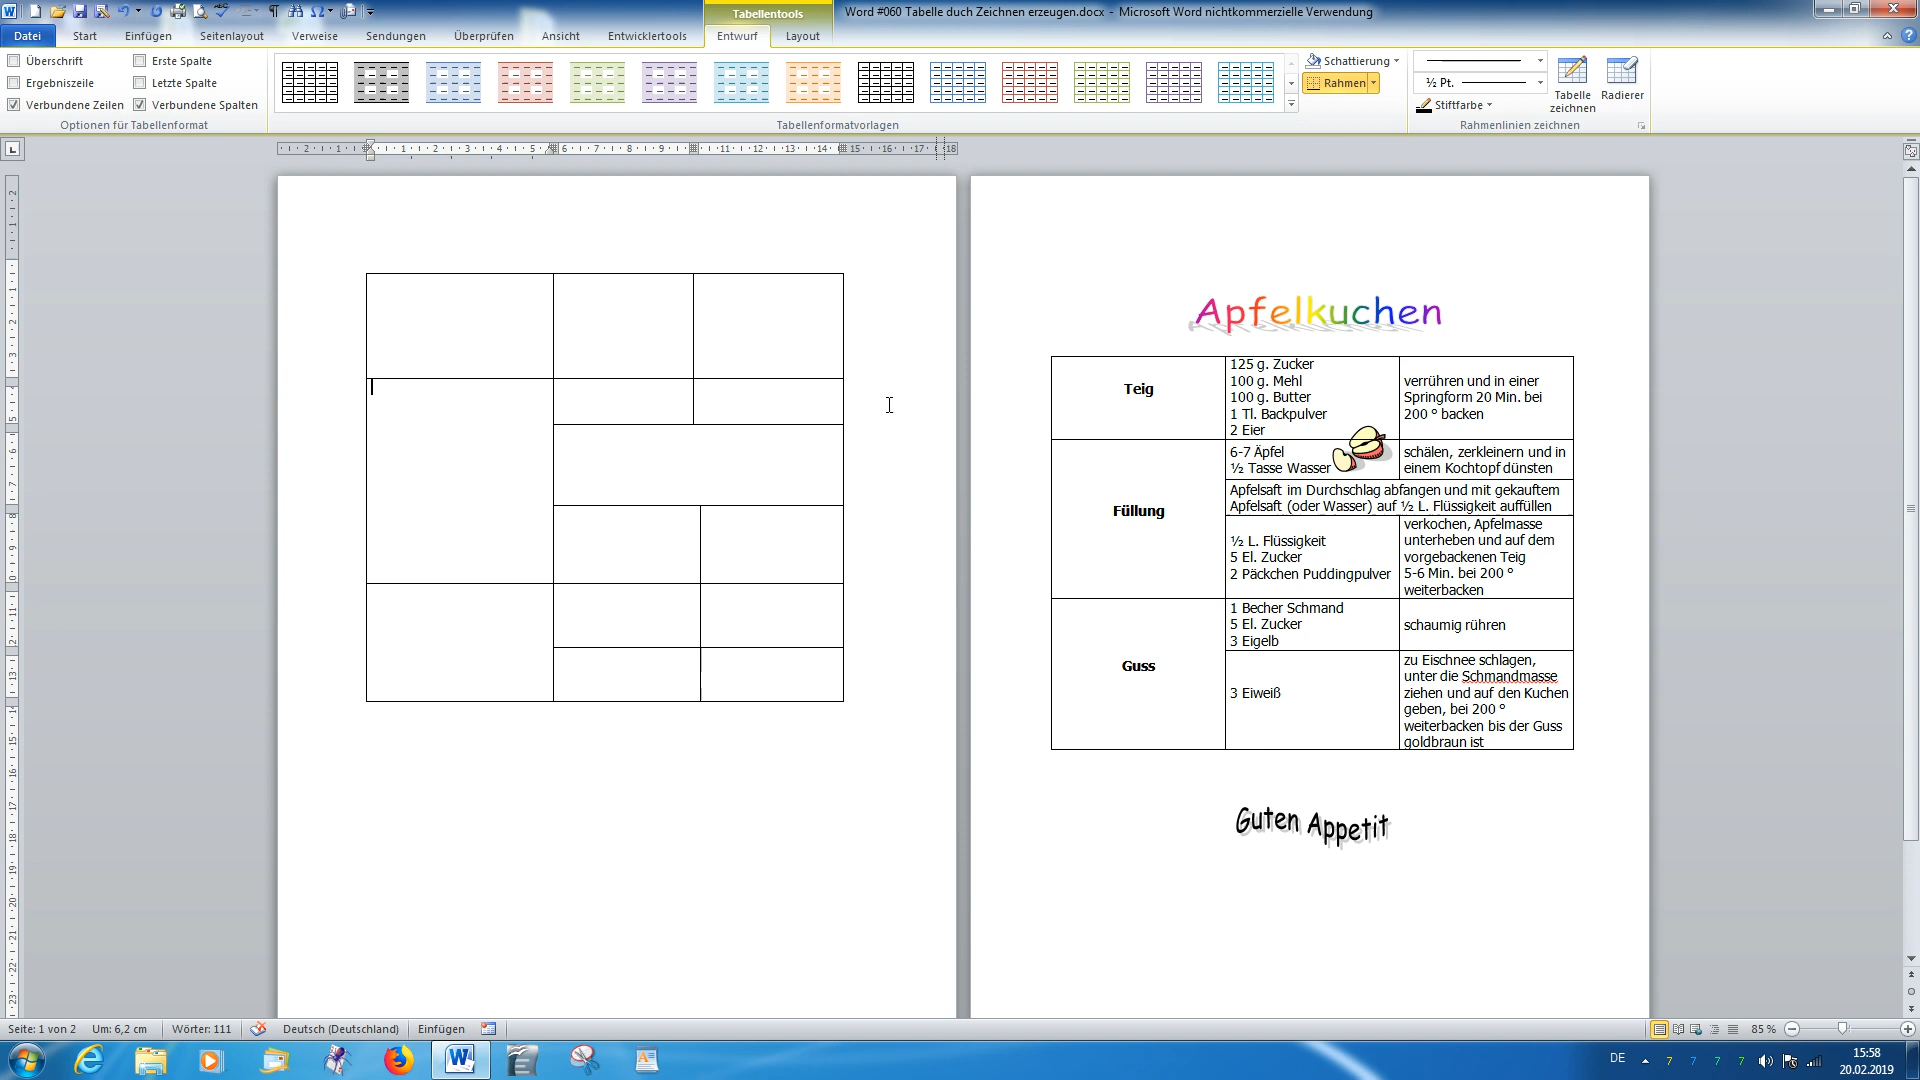 Tabellentools
Word #060 Tabelle duch Zeichnen erzeugen.docx - Microsoft Word nichtkommerzielle Verwendung
Datei Start Einfügen Seitenlayout Verweise Sendungen Überprüfen Ansicht Entwicklertools Entwurf Layout
Überschrift Erste Spalte
Ergebniszeile Letzte Spalte
Verbundene Zeilen Verbundene Spalten
Optionen für Tabellenformat
Tabellenformatvorlagen
Schattierung
Rahmen
½ Pt.
Stiftfarbe
Tabelle zeichnen
Radierer
Rahmenlinien zeichnen
Apfelkuchen
Teig
125 g. Zucker
100 g. Mehl
100 g. Butter
1 Tl. Backpulver
2 Eier
verrühren und in einer
Springform 20 Min. bei
200 ° backen
Füllung
6-7 Äpfel
½ Tasse Wasser
schälen, zerkleinern und in
einem Kochtopf dünsten
Apfelsaft im Durchschlag abfangen und mit gekauftem
Apfelsaft (oder Wasser) auf ½ L. Flüssigkeit auffüllen
½ L. Flüssigkeit
5 El. Zucker
2 Päckchen Puddingpulver
verkochen, Apfelmasse
unterheben und auf dem
vorgebackenen Teig
5-6 Min. bei 200 °
weiterbacken
Guss
1 Becher Schmand
5 El. Zucker
3 Eigelb
schaumig rühren
3 Eiweiß
zu Eischnee schlagen,
unter die Schmandmasse
ziehen und auf den Kuchen
geben, bei 200 °
weiterbacken bis der Guss
goldbraun ist
Guten Appetit
Seite: 1 von 2 Um: 6,2 cm Wörter: 111 Deutsch (Deutschland) Einfügen 85 %
DE 7 7 7 7 15:58
20.02.2019